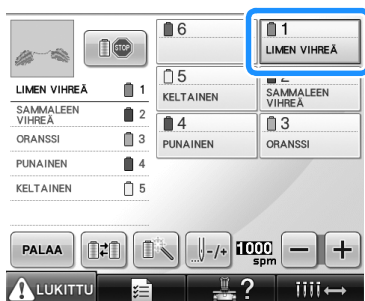 STOP
6
1
LIMEN VIHREÄ
5
KELTAINEN
2
SAMMALEEN
VIHREÄ
4
PUNAINEN
3
ORANSSI
LIMEN VIHREÄ 1
SAMMALEEN
VIHREÄ 2
ORANSSI 3
PUNAINEN 4
KELTAINEN 5
PALAA
-/+
1000
spm
− +
LUKITTU
?